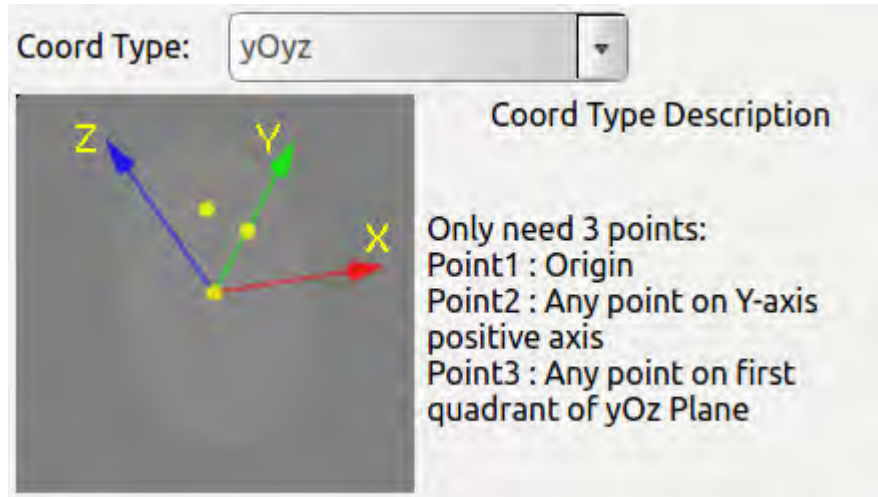 Coord Type:
yOyz
Coord Type Description
Z
Y
X
Only need 3 points:
Point1 : Origin
Point2 : Any point on Y-axis
positive axis
Point3 : Any point on first
quadrant of yOz Plane